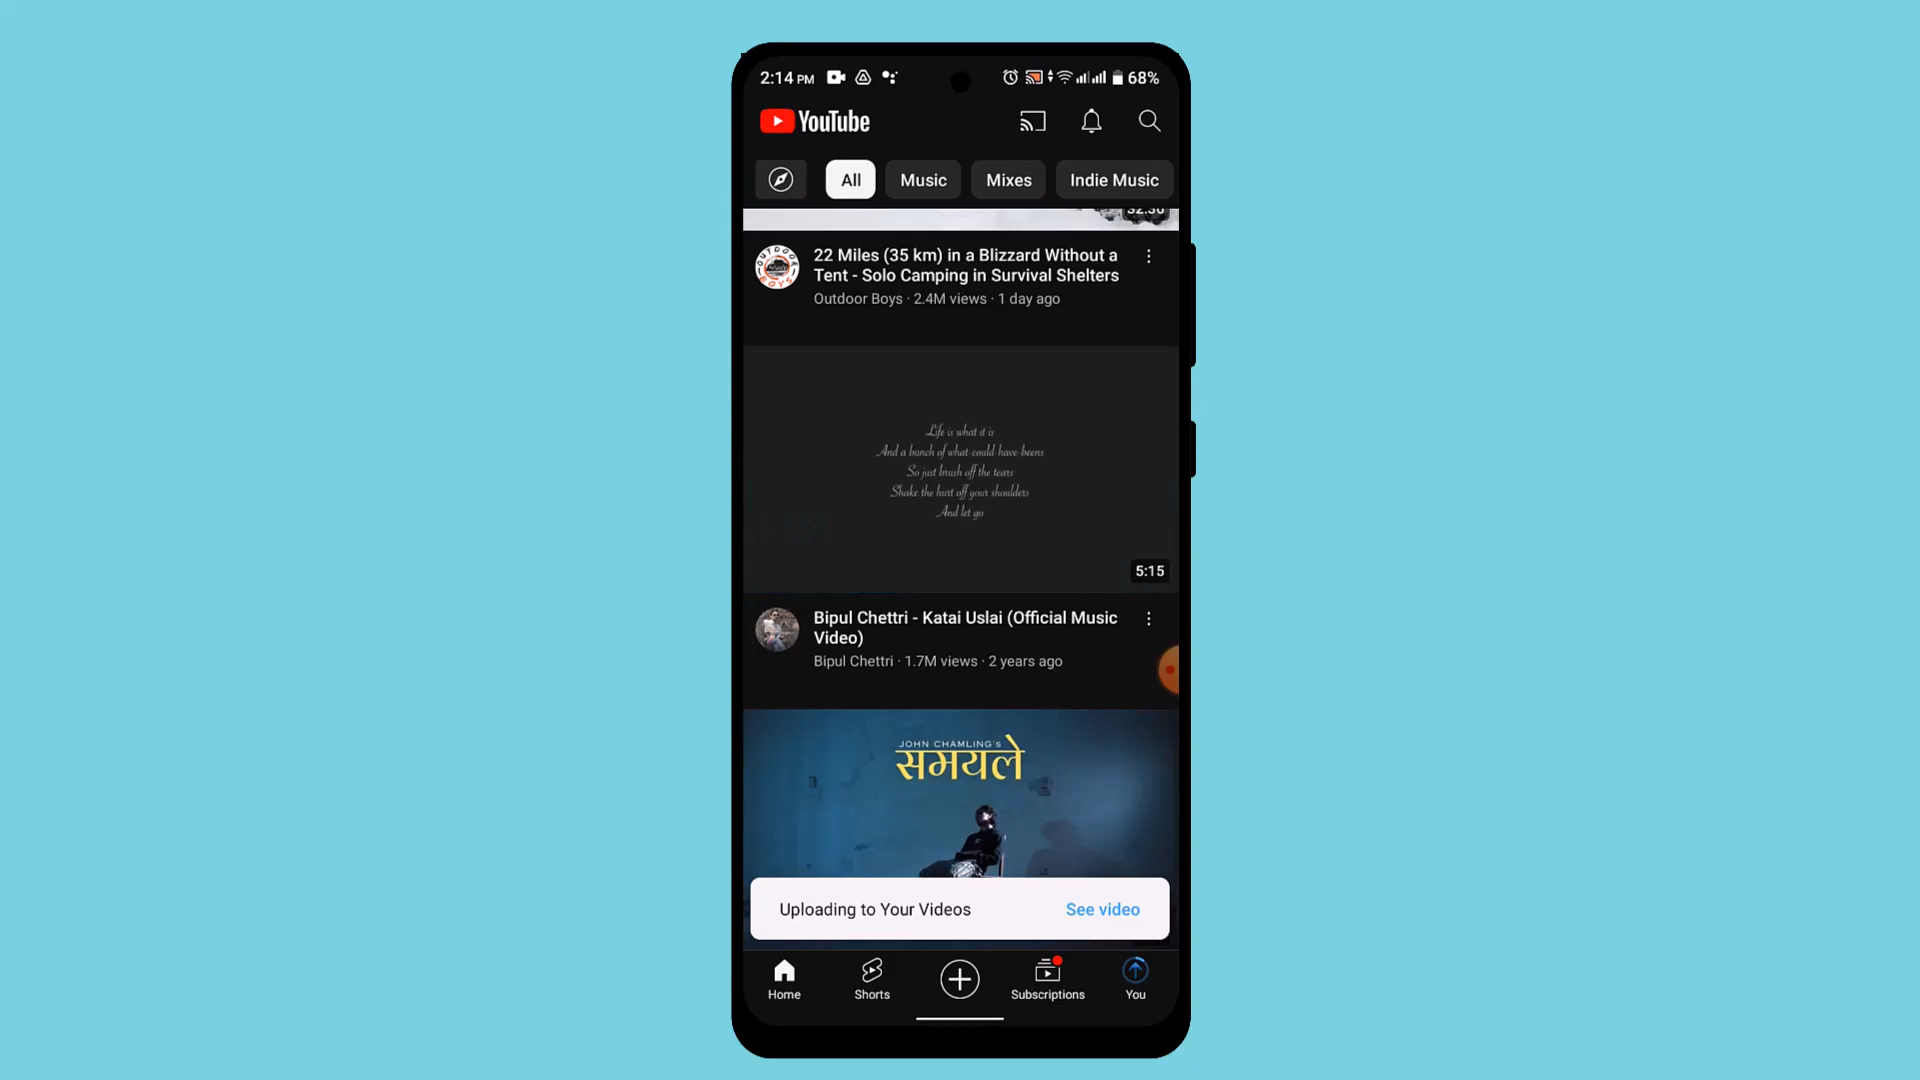 2:14 PM
68%
YouTube
All
Music
Mixes
Indie Music
32:36
22 Miles (35 km) in a Blizzard Without a
Tent - Solo Camping in Survival Shelters
Outdoor Boys · 2.4M views · 1 day ago
Life is what it is
And a bunch of what-could-have-beens
So just brush off the tears
Shake the hurt off your shoulders
And let go
5:15
Bipul Chettri - Katai Uslai (Official Music
Video)
Bipul Chettri · 1.7M views · 2 years ago
JOHN CHAMLING'S
समयले
Uploading to Your Videos
See video
Home
Shorts
Subscriptions
You